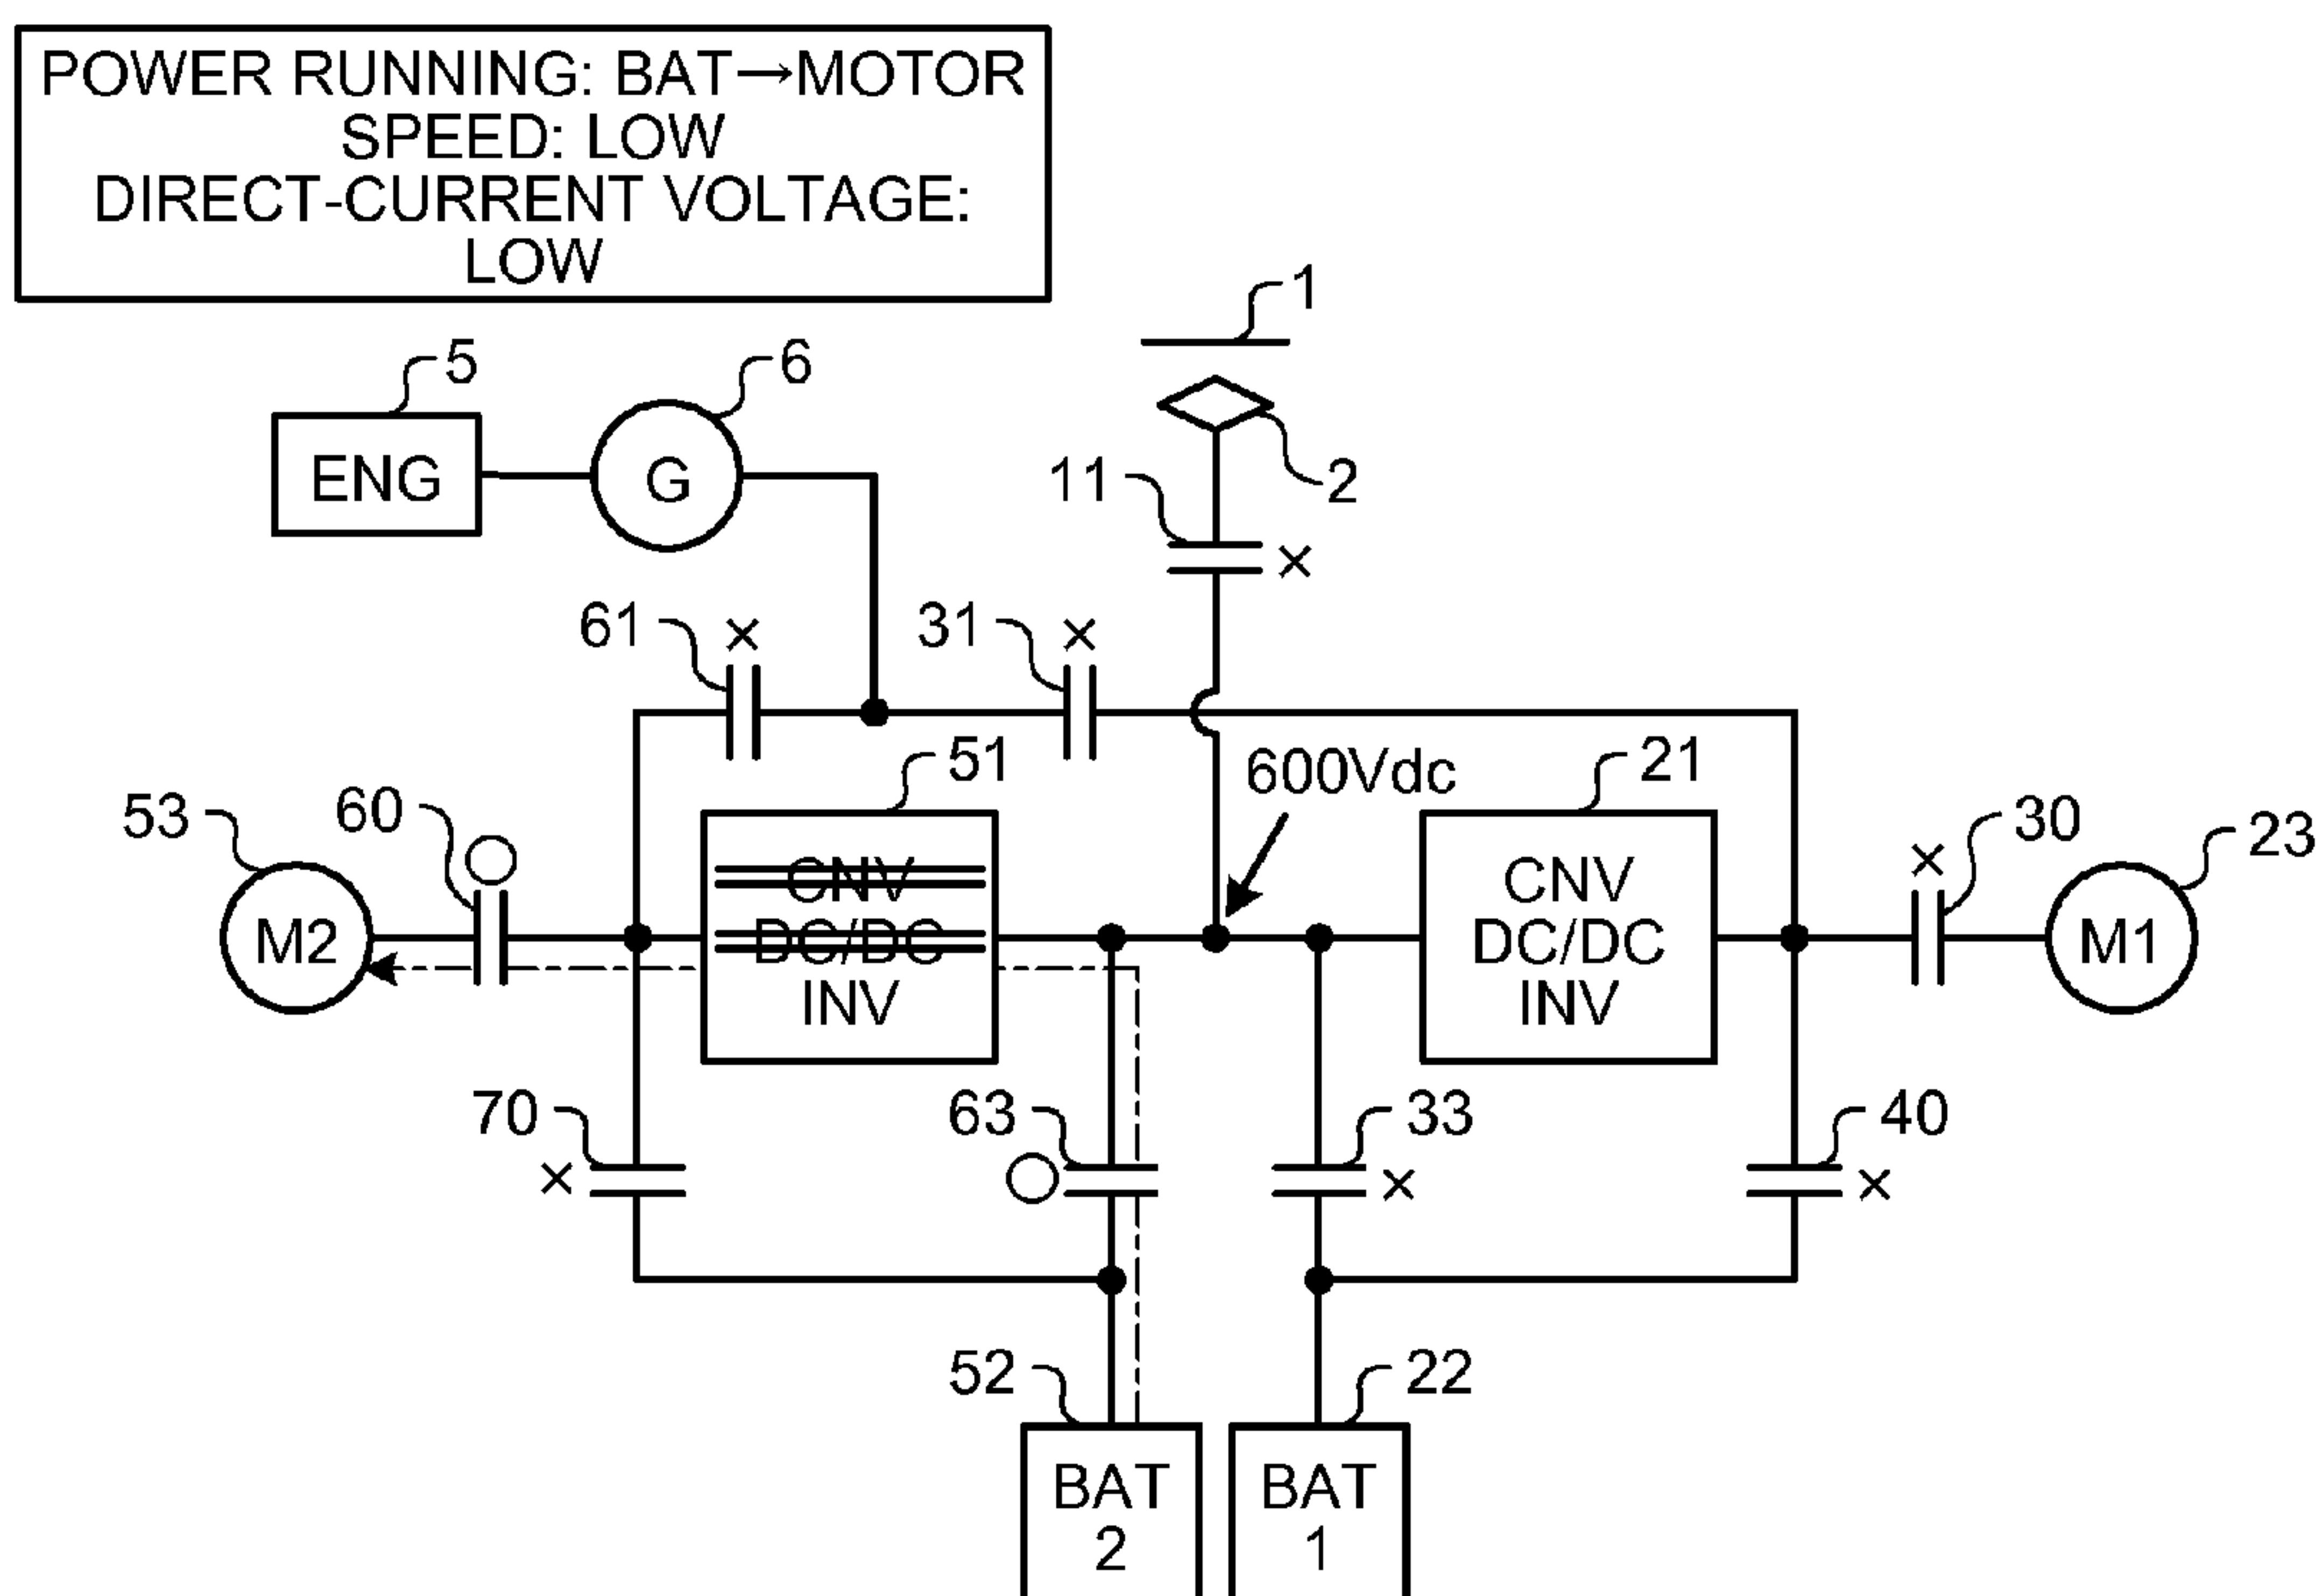 POWER RUNNING: BAT→MOTOR
SPEED: LOW
DIRECT-CURRENT VOLTAGE:
LOW
1
5
6
ENG
G
11
2
×
61
×
31
×
51
600Vdc
21
53
60
30
23
×
CNV
DC/DC
INV
CNV
DC/DC
INV
M2
M1
70
63
33
40
×
×
×
52
22
BAT
2
BAT
1